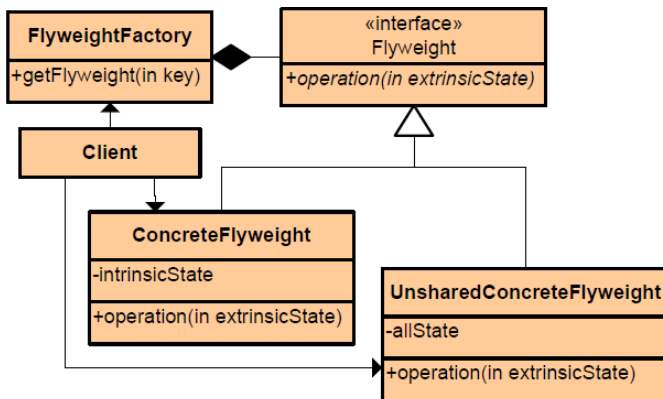 FlyweightFactory
+getFlyweight(in key)
«interface»
Flyweight
+operation(in extrinsicState)
Client
ConcreteFlyweight
-intrinsicState
+operation(in extrinsicState)
UnsharedConcreteFlyweight
-allState
+operation(in extrinsicState)